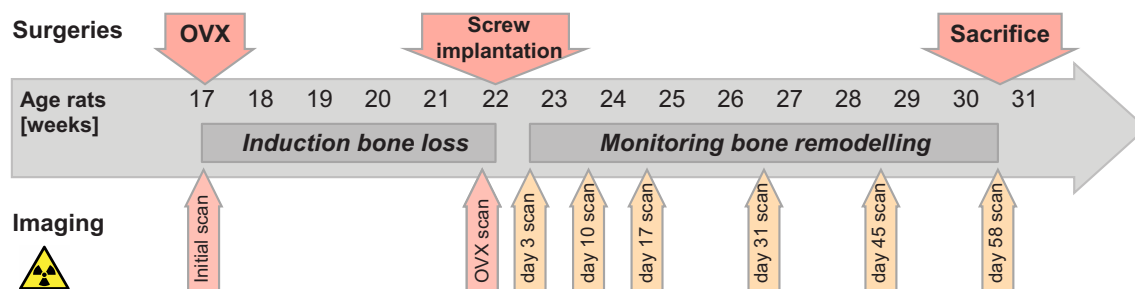 Surgeries
OVX
Screw
implantation
Sacrifice
Age rats
[weeks]
17 18 19 20 21 22 23 24 25 26 27 28 29 30 31
Induction bone loss
Monitoring bone remodelling
Imaging
Initial scan
OVX scan
day 3 scan
day 10 scan
day 17 scan
day 31 scan
day 45 scan
day 58 scan